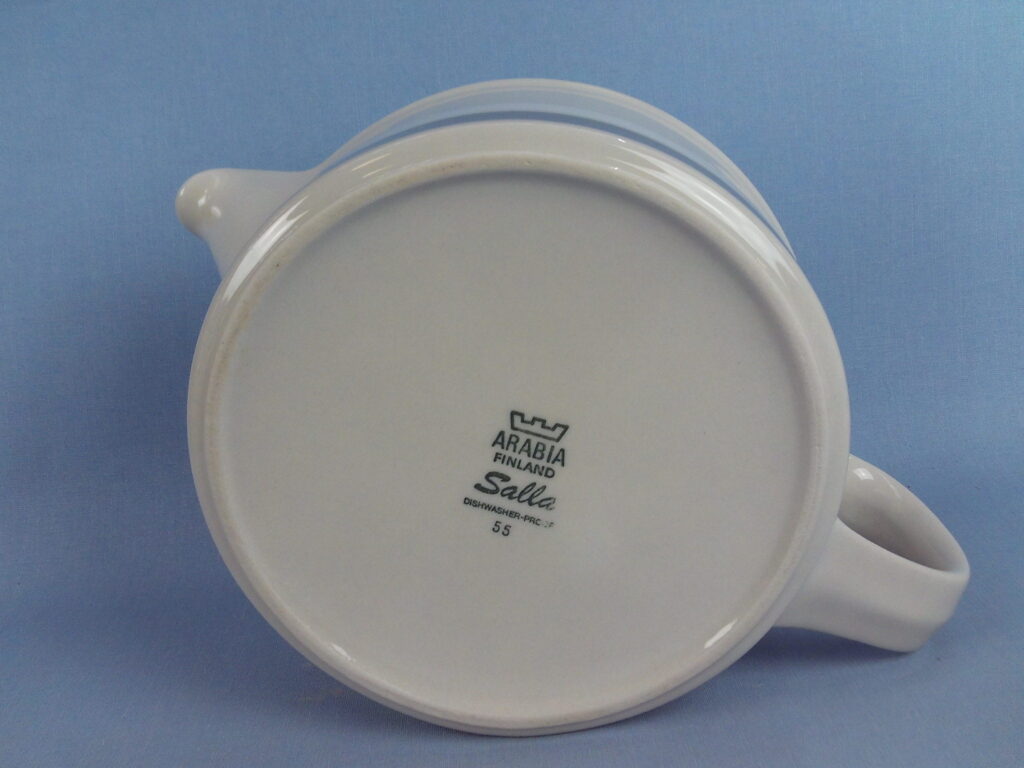 ARABIA
FINLAND
Salla
DISHWASHER-PROOF
55